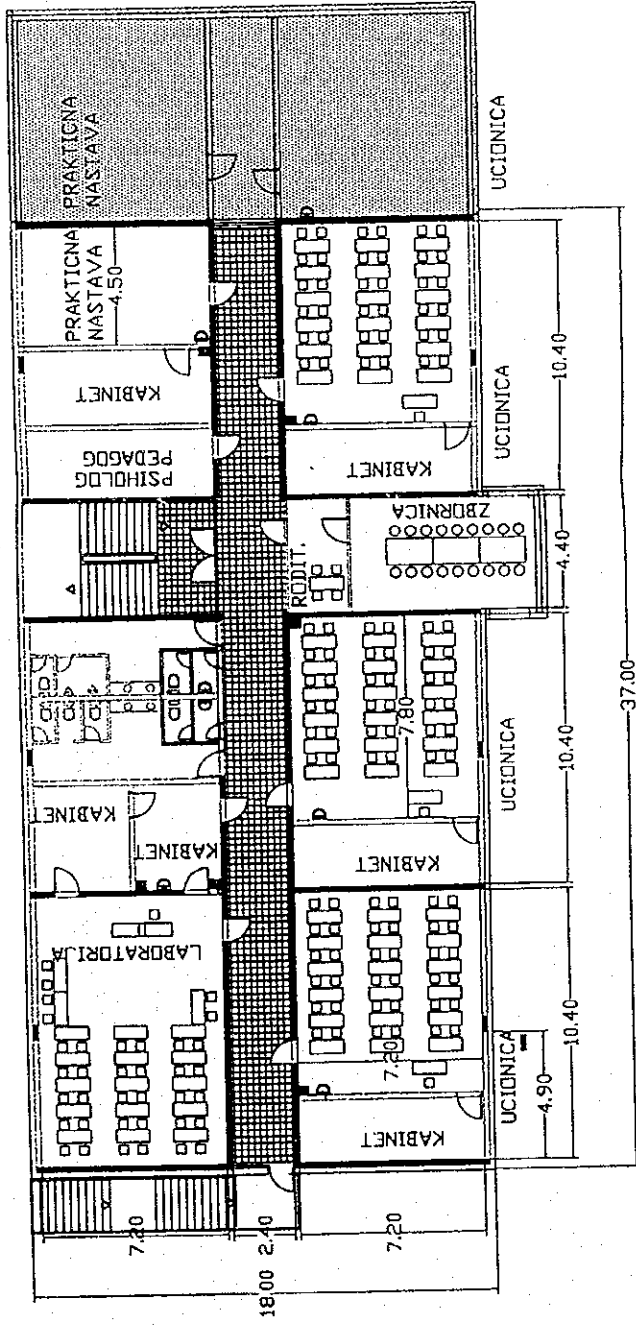 PRAKTICNA
NASTAVA
PRAKTICNA
NASTAVA
4.50
KABINET
PSIHOLOG
PEDAGOG
KABINET
KABINET
LABORATORIJA
UCIONICA
KABINET
UCIONICA
RODIT.
ZBORNICA
KABINET
7.80
UCIONICA
KABINET
7.20
UCIONICA
10.40
4.40
10.40
10.40
4.90
37.00
7.20
2.40
7.20
18.00